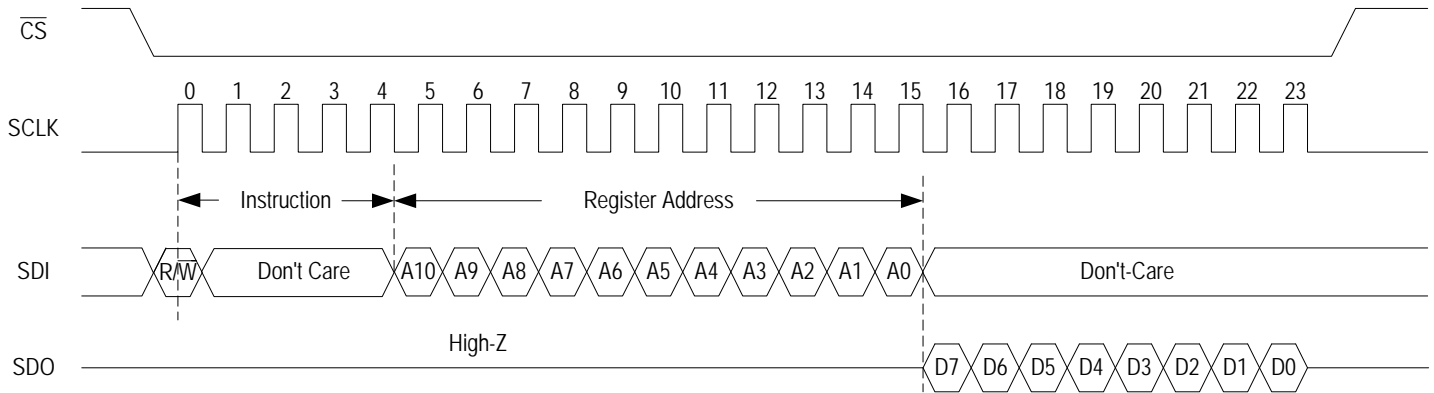 CS
0 1 2 3 4 5 6 7 8 9 10 11 12 13 14 15 16 17 18 19 20 21 22 23
SCLK
Instruction Register Address
SDI R/W Don't Care A10 A9 A8 A7 A6 A5 A4 A3 A2 A1 A0 Don't-Care
High-Z
SDO D7 D6 D5 D4 D3 D2 D1 D0